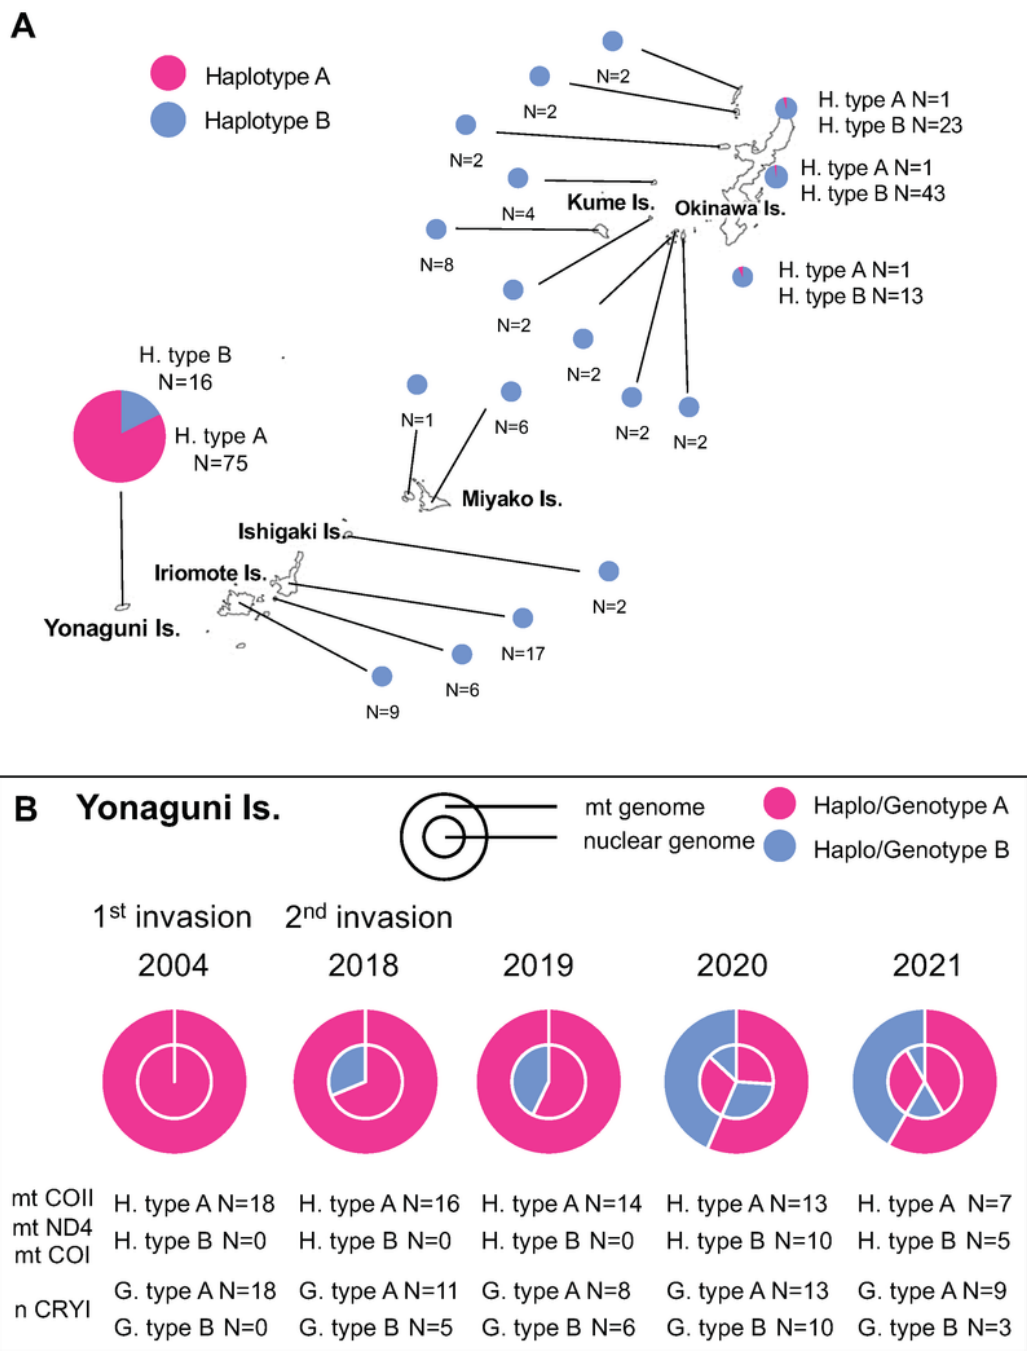 A
Haplotype A
Haplotype B
N=2
N=2
N=2
N=4
N=8
N=2
N=2
N=2
N=2
H. type A N=1
H. type B N=23
H. type A N=1
H. type B N=43
Kume Is.
Okinawa Is.
H. type A N=1
H. type B N=13
H. type B
N=16
H. type A
N=75
N=1
N=6
Miyako Is.
Ishigaki Is.
Iriomote Is.
Yonaguni Is.
N=2
N=17
N=6
N=9
B Yonaguni Is.
mt genome
nuclear genome
Haplo/Genotype A
Haplo/Genotype B
1st invasion
2nd invasion
2004 2018 2019 2020 2021
mt COII
mt ND4
mt COI
H. type A N=18 H. type A N=16 H. type A N=14 H. type A N=13 H. type A N=7
H. type B N=0 H. type B N=0 H. type B N=0 H. type B N=10 H. type B N=5
n CRYI
G. type A N=18 G. type A N=11 G. type A N=8 G. type A N=13 G. type A N=9
G. type B N=0 G. type B N=5 G. type B N=6 G. type B N=10 G. type B N=3